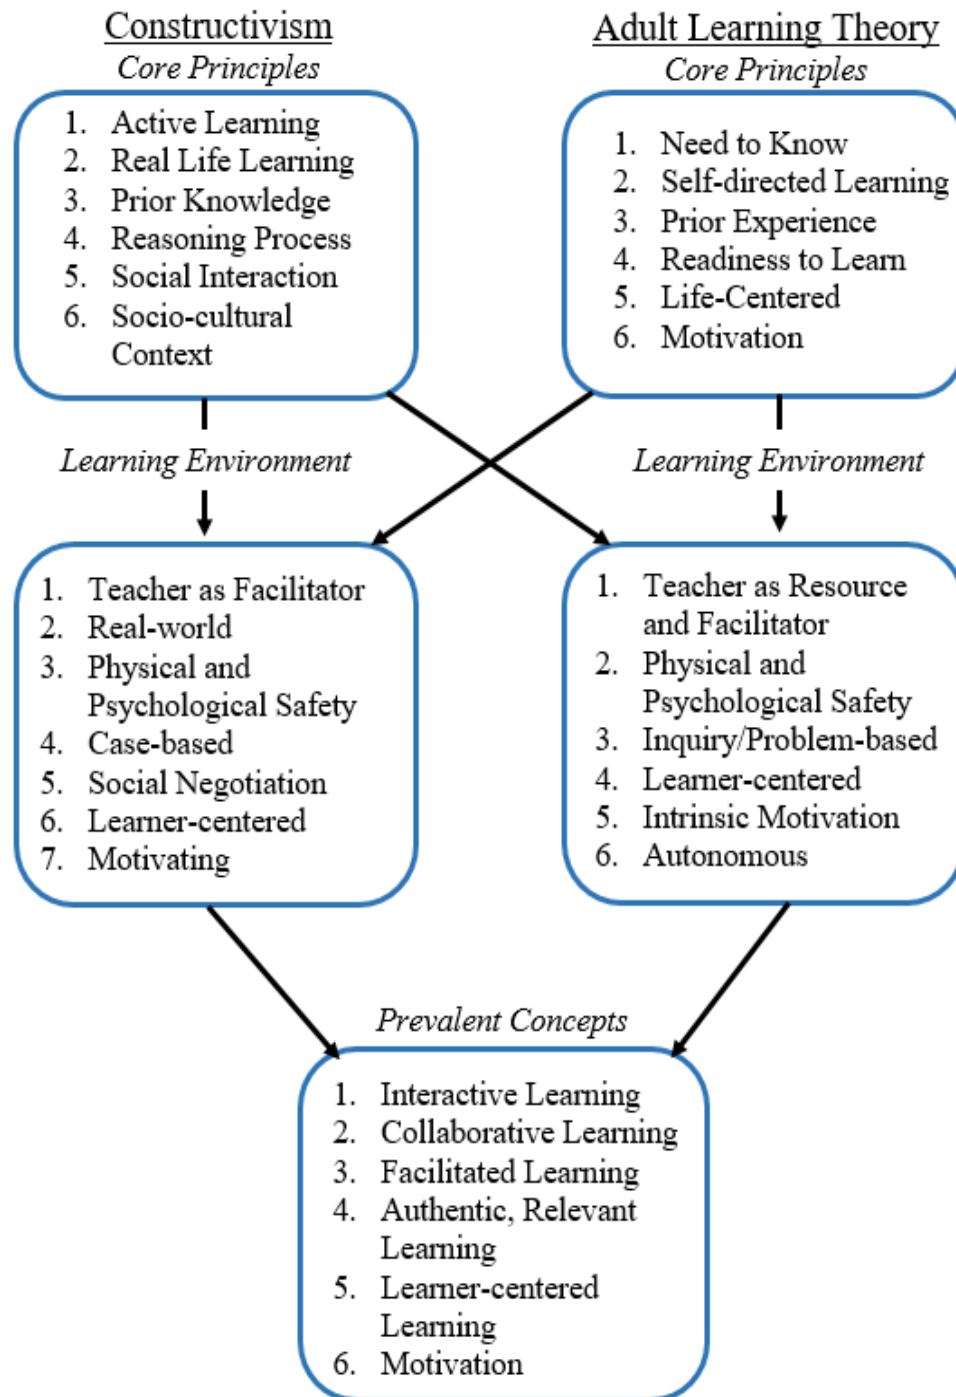 Constructivism
Core Principles
1. Active Learning
2. Real Life Learning
3. Prior Knowledge
4. Reasoning Process
5. Social Interaction
6. Socio-cultural
Context
Adult Learning Theory
Core Principles
1. Need to Know
2. Self-directed Learning
3. Prior Experience
4. Readiness to Learn
5. Life-Centered
6. Motivation
Learning Environment
1. Teacher as Facilitator
2. Real-world
3. Physical and
Psychological Safety
4. Case-based
5. Social Negotiation
6. Learner-centered
7. Motivating
Learning Environment
1. Teacher as Resource
and Facilitator
2. Physical and
Psychological Safety
3. Inquiry/Problem-based
4. Learner-centered
5. Intrinsic Motivation
6. Autonomous
Prevalent Concepts
1. Interactive Learning
2. Collaborative Learning
3. Facilitated Learning
4. Authentic, Relevant
Learning
5. Learner-centered
Learning
6. Motivation